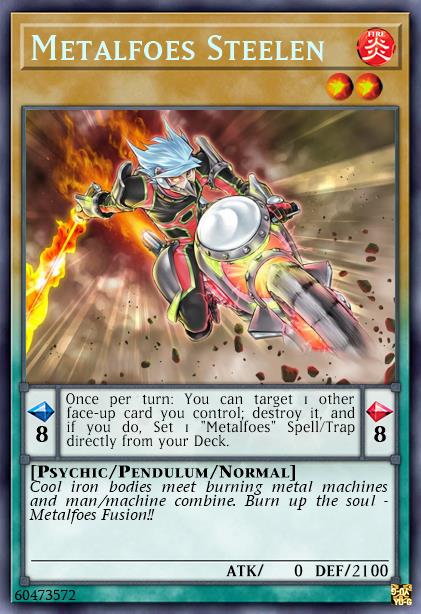 Metalfoes Steelen
FIRE
炎
Once per turn: You can target 1 other
face-up card you control; destroy it, and
if you do, Set 1 "Metalfoes" Spell/Trap
directly from your Deck.
8
8
[Psychic/Pendulum/Normal]
Cool iron bodies meet burning metal machines
and man/machine combine. Burn up the soul -
Metalfoes Fusion!!
ATK/ 0 DEF/2100
60473572